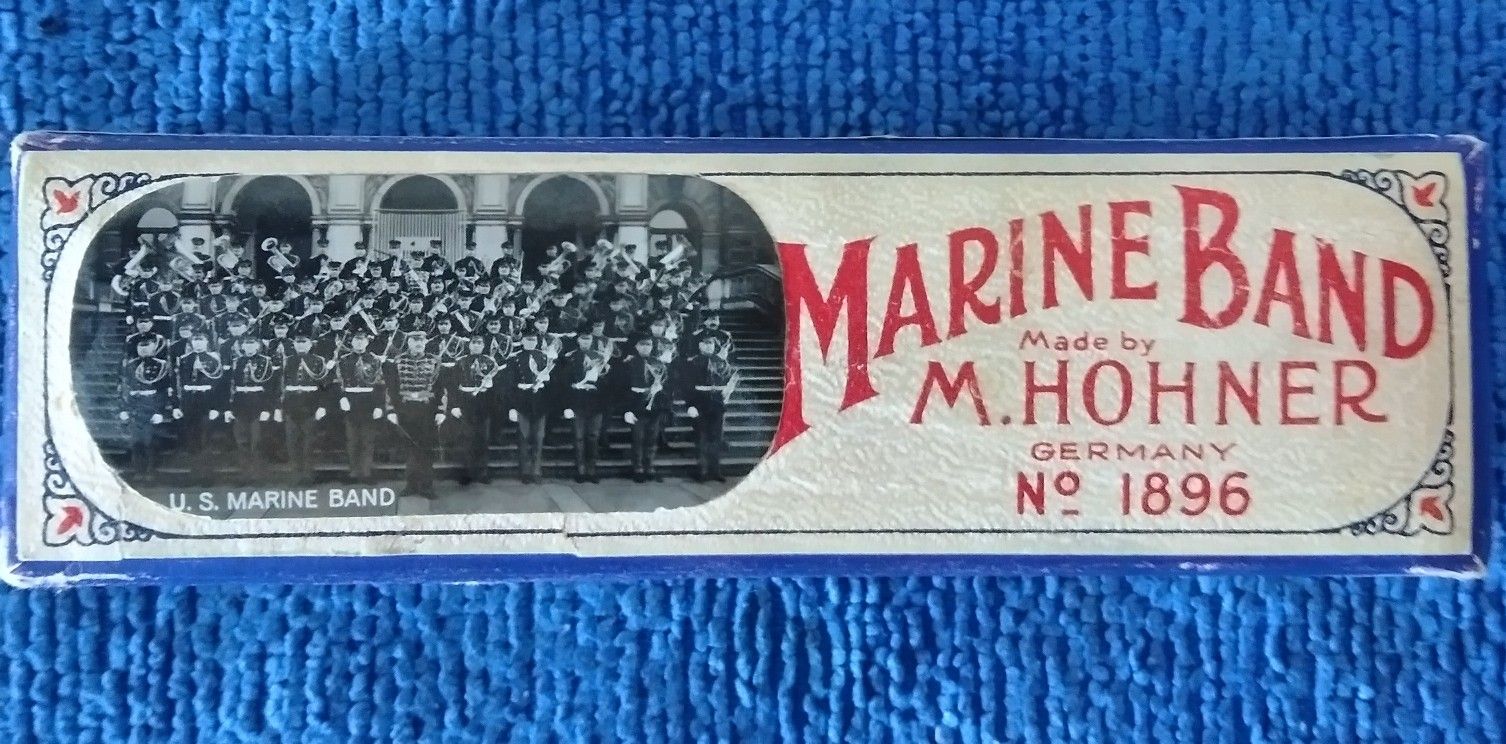 U. S. MARINE BAND
MARINE BAND
Made by
M. HOHNER
GERMANY
Nº 1896